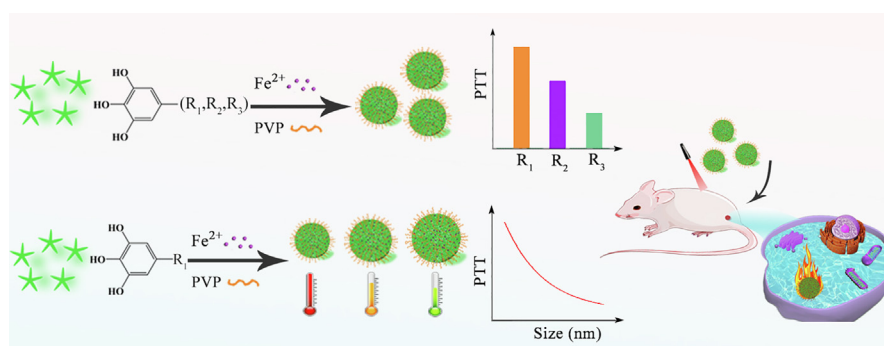 HO
HO
HO
(R₁,R₂,R₃)
Fe²⁺
PVP
PTT
R₁
R₂
R₃
HO
HO
HO
R₁
Fe²⁺
PVP
PTT
Size (nm)